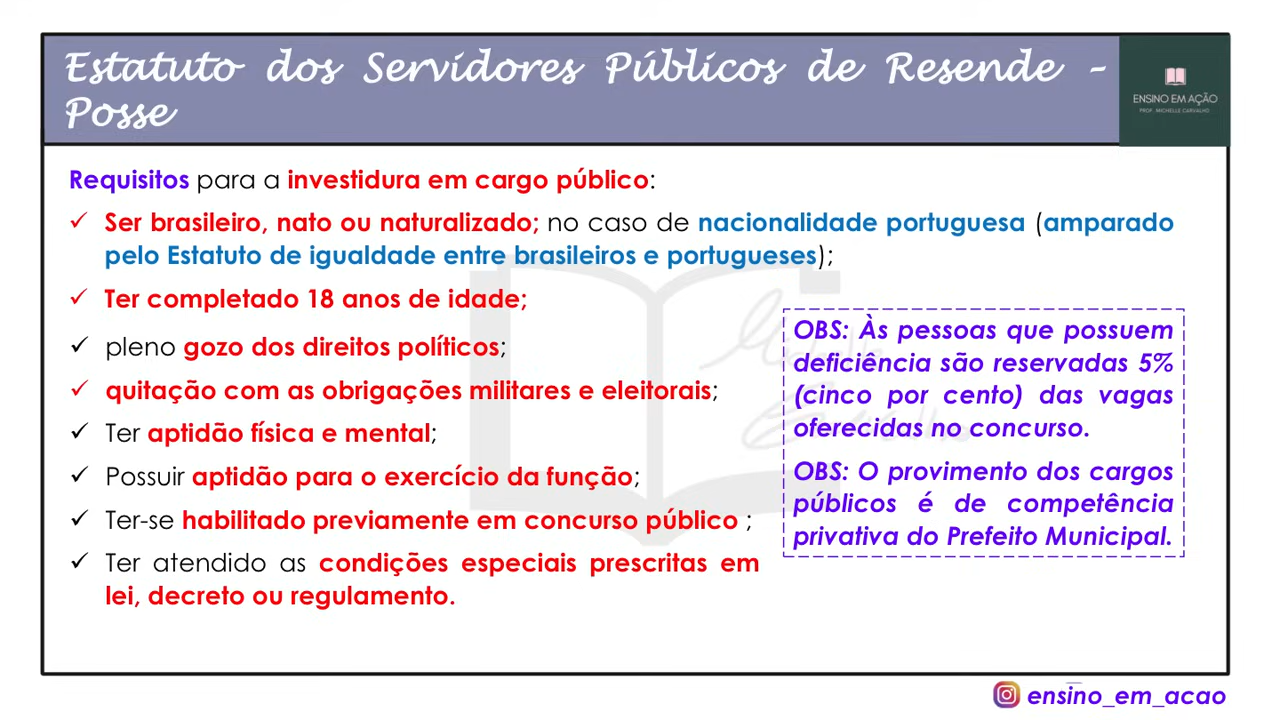 Estatuto dos Servidores Públicos de Resende –
Posse
ENSINO EM AÇÃO
PROF. MICHELLE CARVALHO
Requisitos para a investidura em cargo público:
✓ Ser brasileiro, nato ou naturalizado; no caso de nacionalidade portuguesa (amparado
pelo Estatuto de igualdade entre brasileiros e portugueses);
✓ Ter completado 18 anos de idade;
✓ pleno gozo dos direitos políticos;
✓ quitação com as obrigações militares e eleitorais;
✓ Ter aptidão física e mental;
✓ Possuir aptidão para o exercício da função;
✓ Ter-se habilitado previamente em concurso público ;
✓ Ter atendido as condições especiais prescritas em
lei, decreto ou regulamento.
OBS: Às pessoas que possuem
deficiência são reservadas 5%
(cinco por cento) das vagas
oferecidas no concurso.
OBS: O provimento dos cargos
públicos é de competência
privativa do Prefeito Municipal.
ensino_em_acao